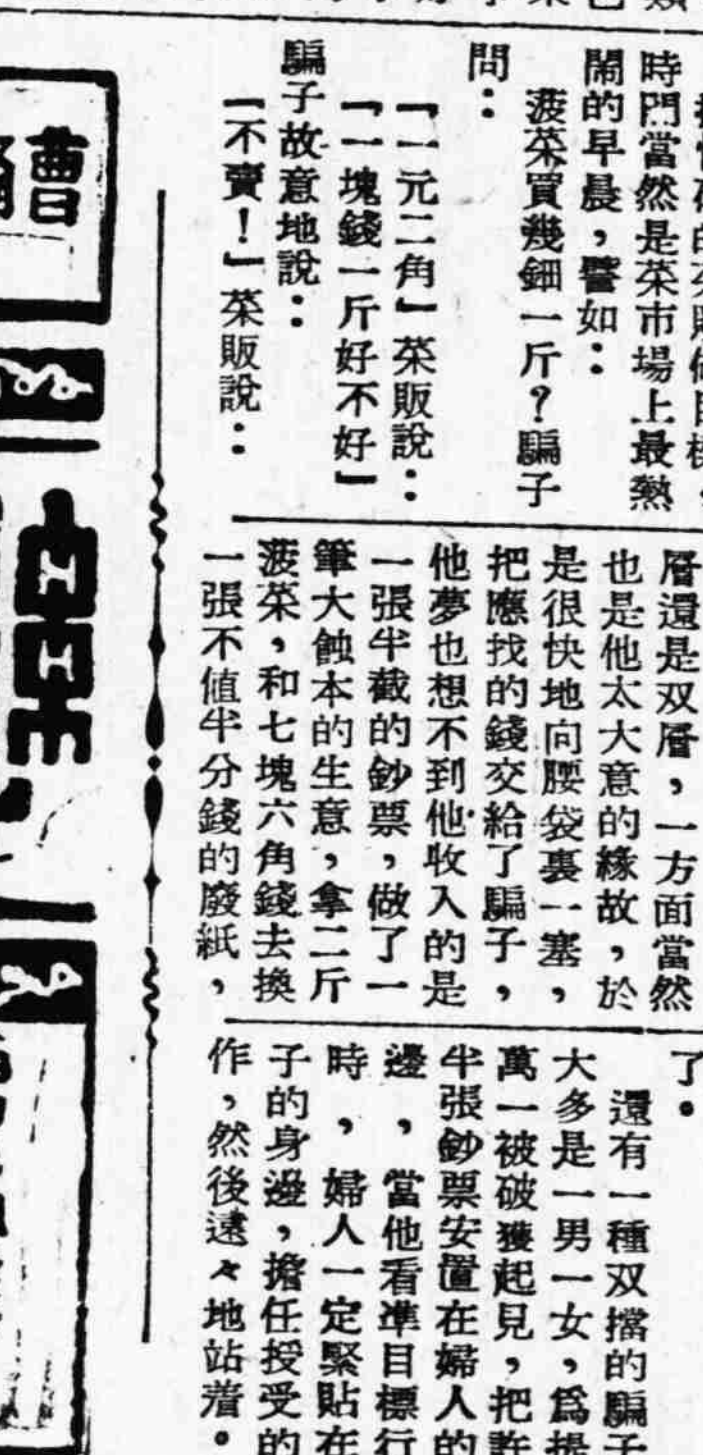 時門當然是菜市場上最熱
鬧的早晨，譬如：
菠菜買幾鈿一斤？騙子
問：
「一元二角」菜販說：
「一塊錢一斤好不好」
騙子故意地說：
「不賣！」菜販說：
層還是双層，一方面當然
也是他太大意的緣故，於
是很快地向腰袋裏一塞，
把應找的錢交給了騙子，
他夢也想不到他收入的是
一張半截的鈔票，做了一
筆大蝕本的生意，拿二斤
菠菜，和七塊六角錢去換
一張不値半分錢的廢紙，
了。
還有一種双擋的騙子
大多是一男一女，爲提
萬一被破獲起見，把許
半張鈔票安置在婦人的
邊，當他看準目標行
時，婦人一定緊貼在
子的身邊，擔任授受的
作，然後遠々地站着。
曹